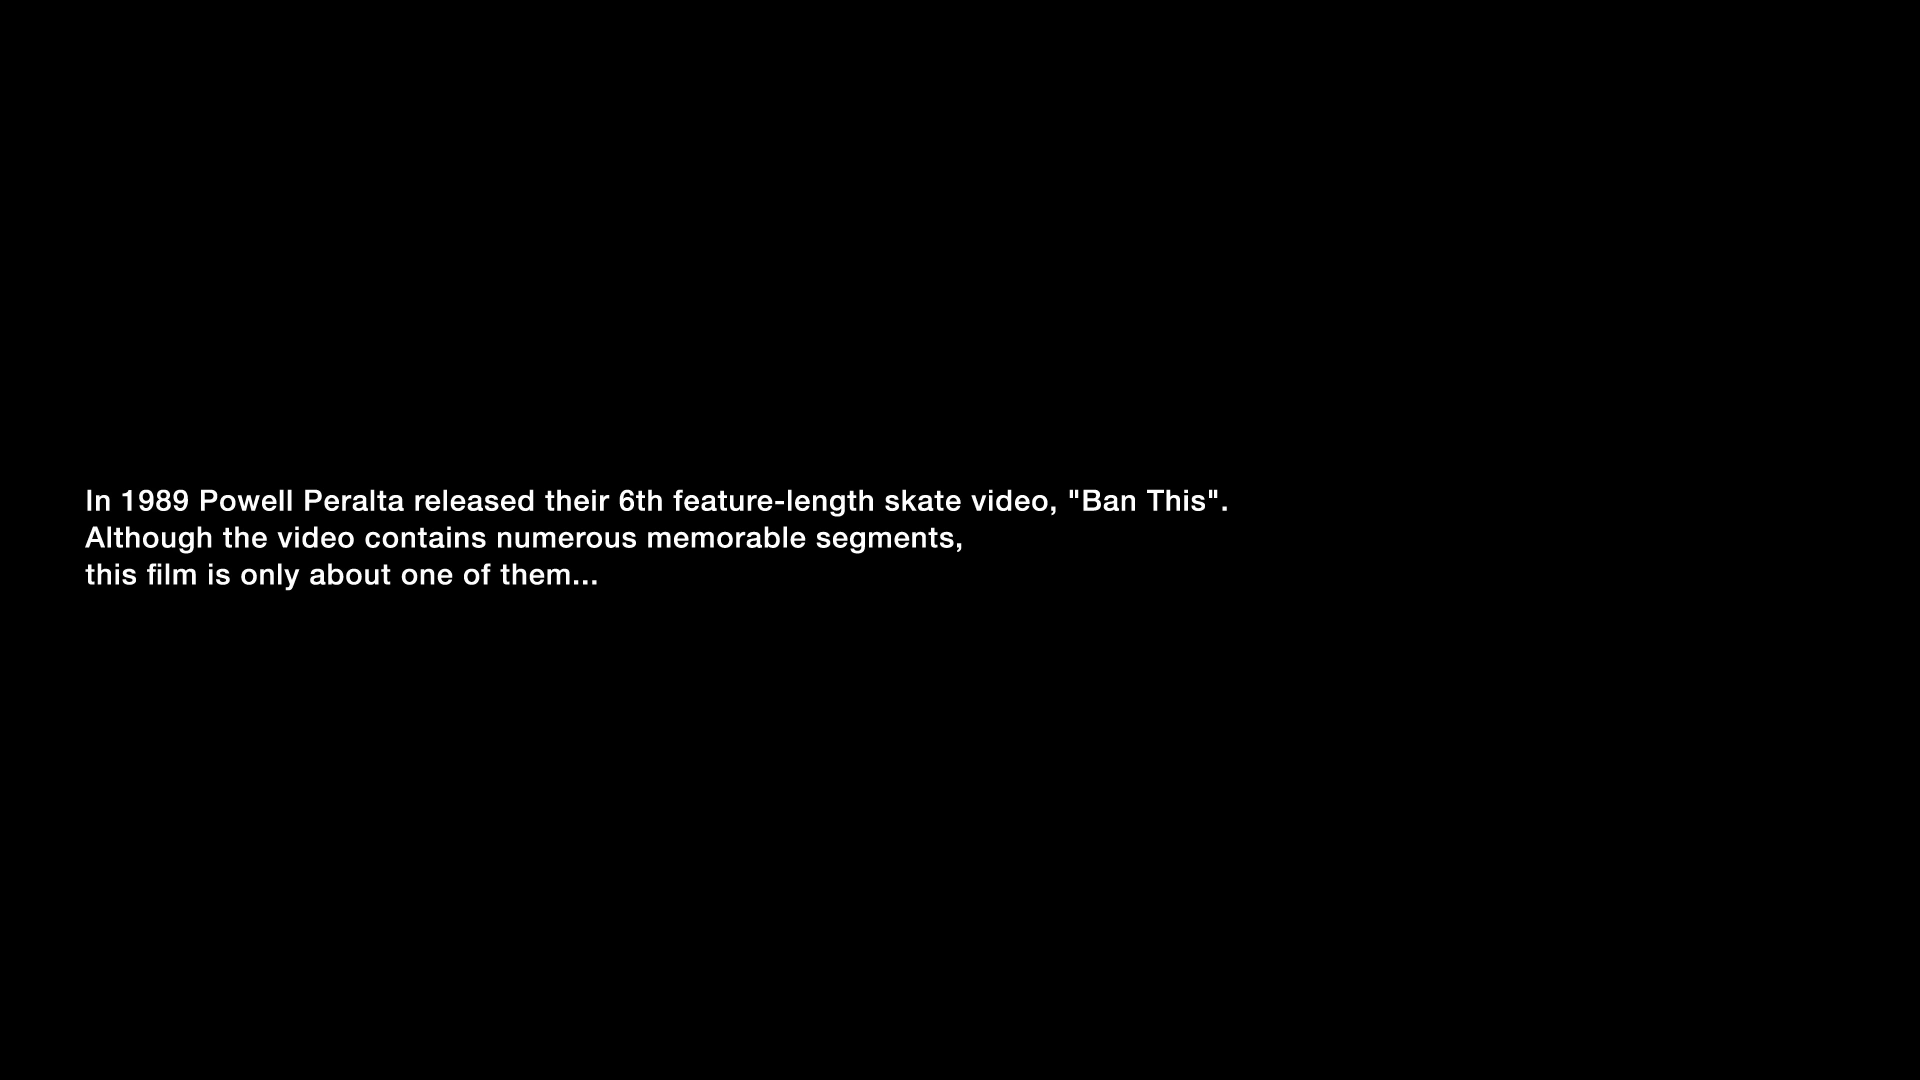 In 1989 Powell Peralta released their 6th feature-length skate video, "Ban This".
Although the video contains numerous memorable segments,
this film is only about one of them...